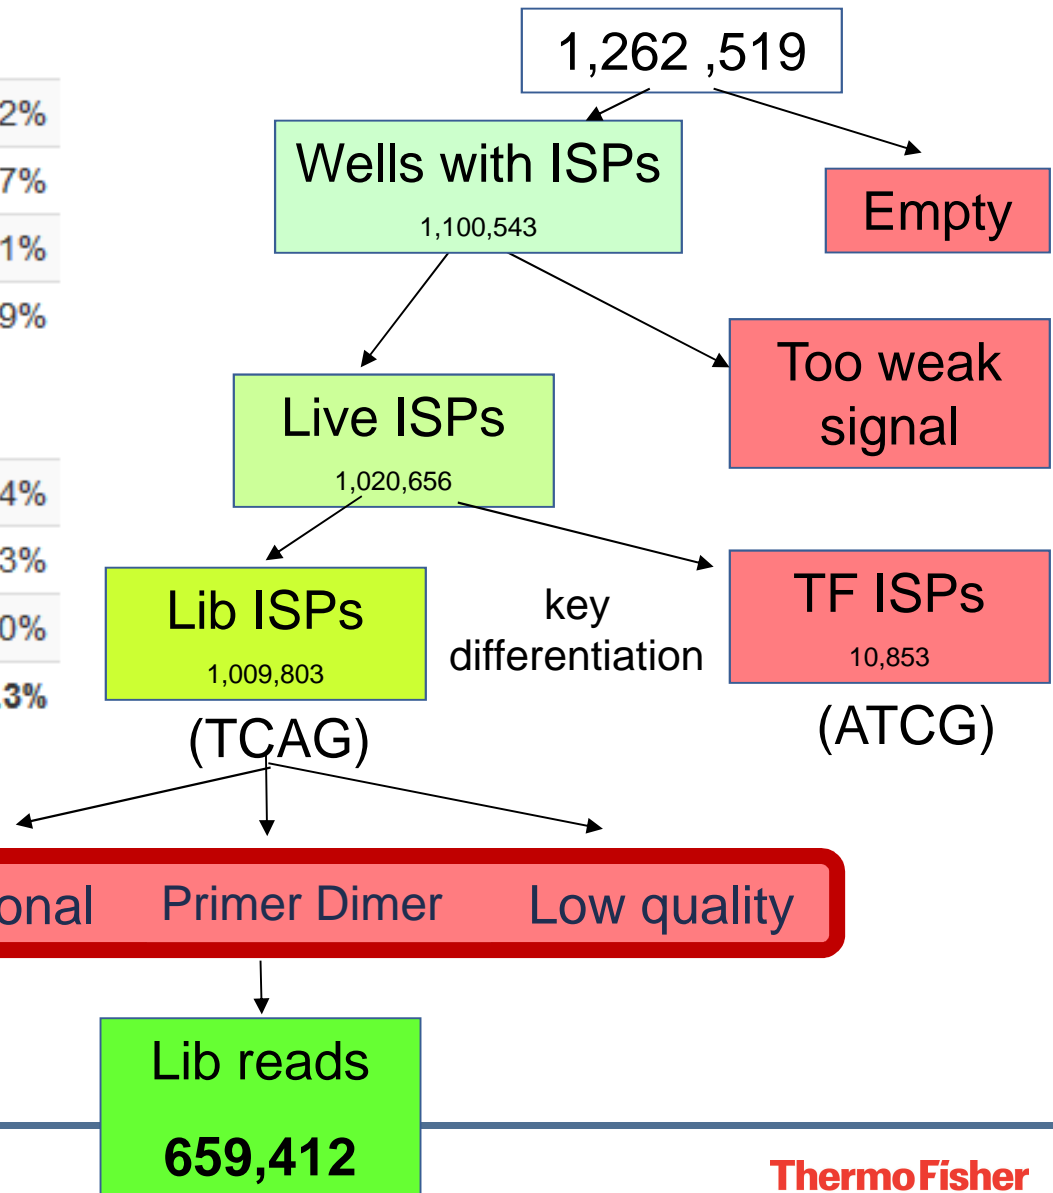 1,262 ,519
2%
7%
1%
9%
Wells with ISPs
1,100,543
Empty
Too weak
signal
Live ISPs
1,020,656
4%
3%
0%
3%
Lib ISPs
1,009,803
key
differentiation
TF ISPs
10,853
(TCAG)
(ATCG)
onal Primer Dimer Low quality
Lib reads
659,412
ThermoFisher